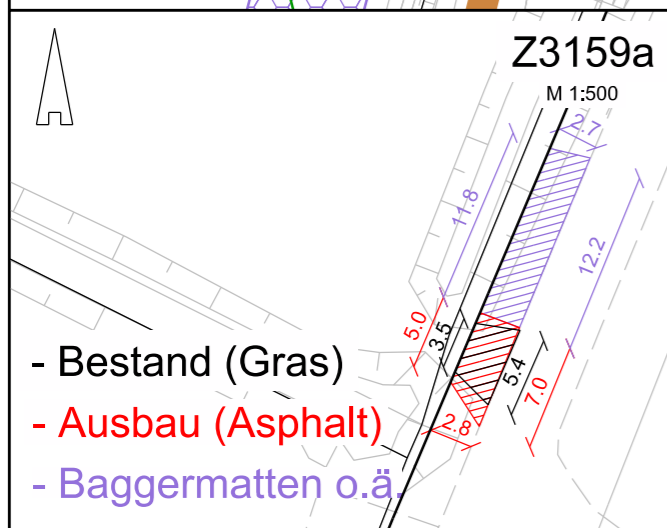 Z3159a
M 1:500
2.7
11.8
12.2
5.0
3.5
5.4
7.0
2.8
- Bestand (Gras)
- Ausbau (Asphalt)
- Baggermatten o.ä.